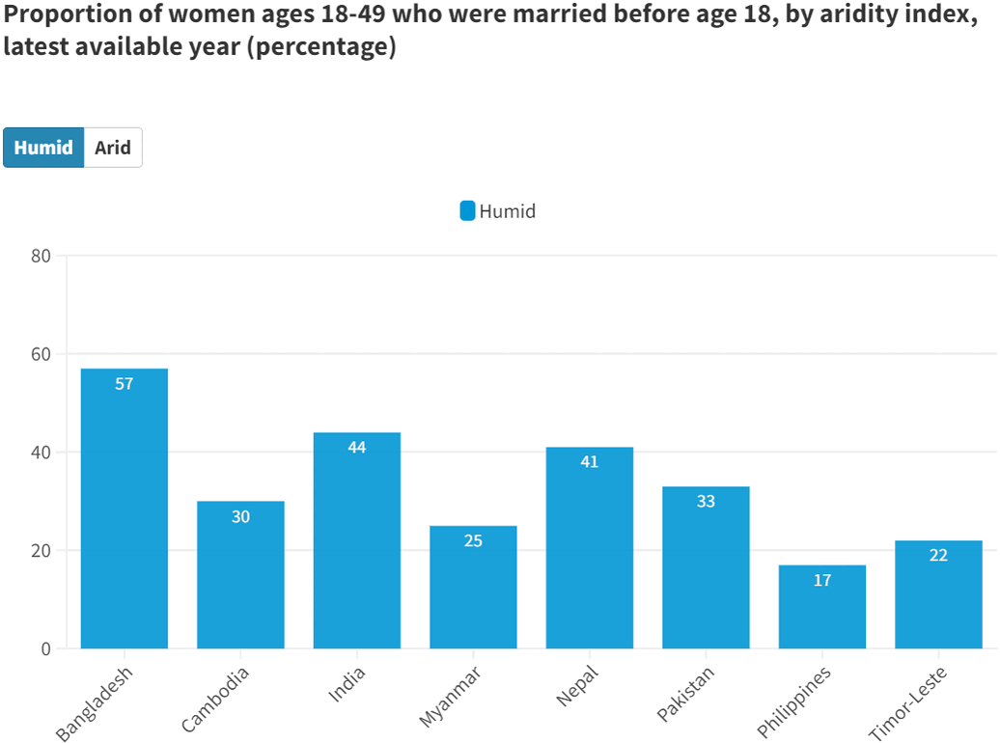 Proportion of women ages 18-49 who were married before age 18, by aridity index,
latest available year (percentage)
Humid Arid
Humid
80
60
40
20
0
57
30
44
25
41
33
17
22
Bangladesh
Cambodia
India
Myanmar
Nepal
Pakistan
Philippines
Timor-Leste